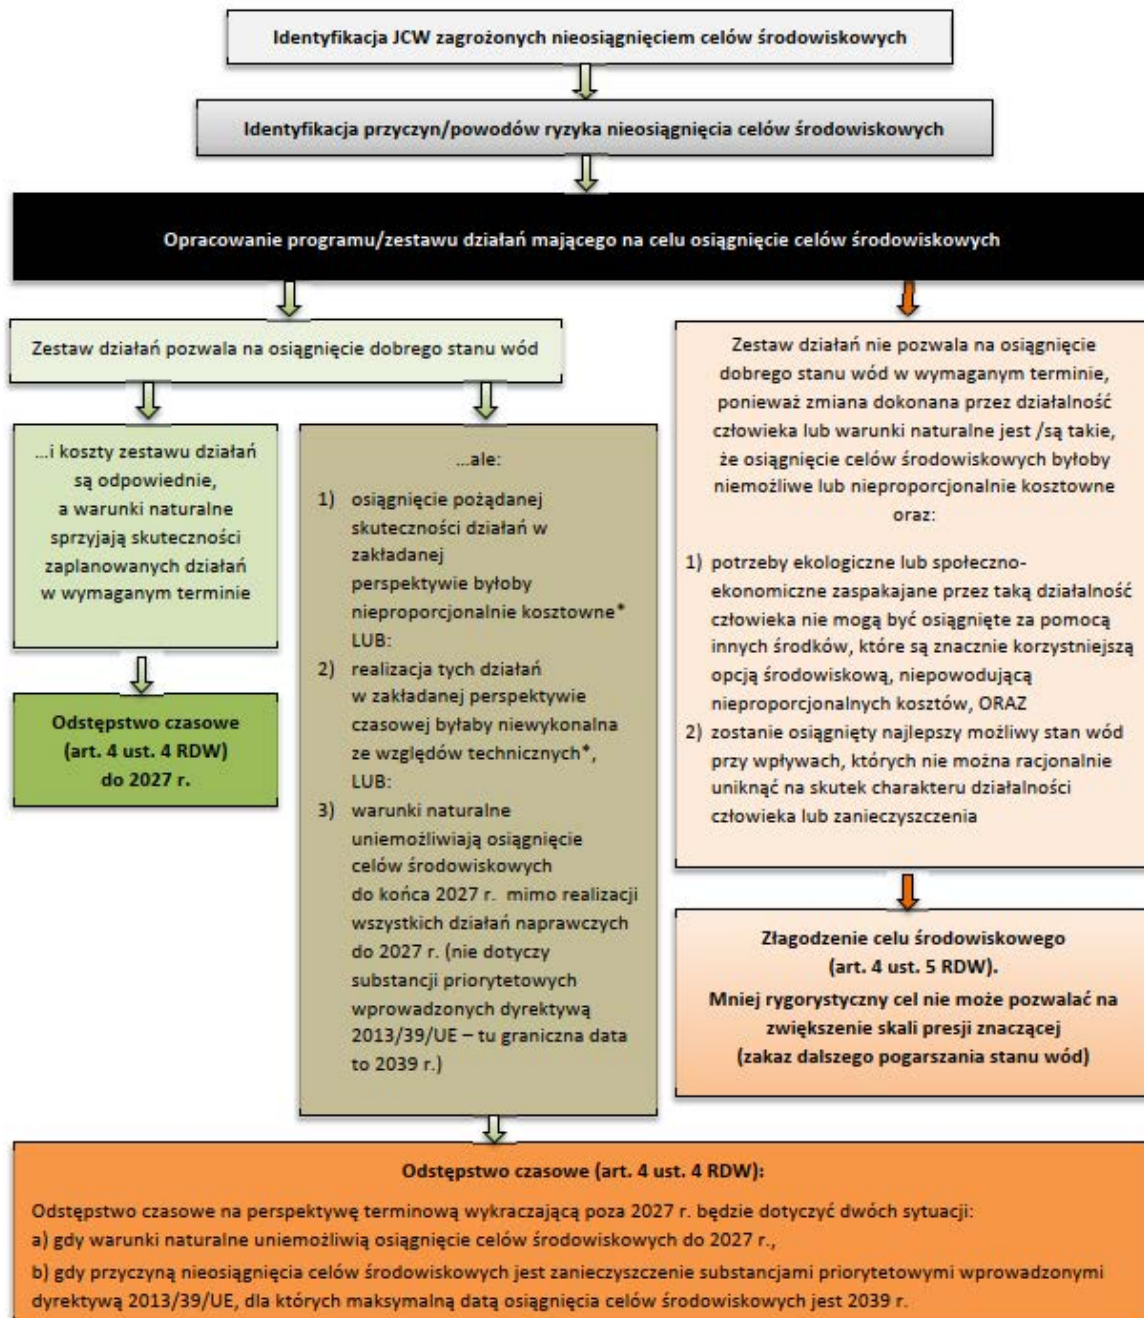 Identyfikacja JCW zagrożonych nieosiągnięciem celów środowiskowych
Identyfikacja przyczyn/powodów ryzyka nieosiągnięcia celów środowiskowych
Opracowanie programu/zestawu działań mającego na celu osiągnięcie celów środowiskowych
Zestaw działań pozwala na osiągnięcie dobrego stanu wód
…i koszty zestawu działań
są odpowiednie,
a warunki naturalne
sprzyjają skuteczności
zaplanowanych działań
w wymaganym terminie
Odstępstwo czasowe
(art. 4 ust. 4 RDW)
do 2027 r.
…ale:
1) osiągnięcie pożądanej
skuteczności działań w
zakładanej
perspektywie byłoby
nieproporcjonalnie kosztowne*
LUB:
2) realizacja tych działań
w zakładanej perspektywie
czasowej byłaby niewykonalna
ze względów technicznych*,
LUB:
3) warunki naturalne
uniemożliwiają osiągnięcie
celów środowiskowych
do końca 2027 r. mimo realizacji
wszystkich działań naprawczych
do 2027 r. (nie dotyczy
substancji priorytetowych
wprowadzonych dyrektywą
2013/39/UE – tu graniczna data
to 2039 r.)
Zestaw działań nie pozwala na osiągnięcie
dobrego stanu wód w wymaganym terminie,
ponieważ zmiana dokonana przez działalność
człowieka lub warunki naturalne jest /są takie,
że osiągnięcie celów środowiskowych byłoby
niemożliwe lub nieproporcjonalnie kosztowne
oraz:
1) potrzeby ekologiczne lub społeczno-
ekonomiczne zaspakajane przez taką działalność
człowieka nie mogą być osiągnięte za pomocą
innych środków, które są znacznie korzystniejszą
opcją środowiskową, niepowodującą
nieproporcjonalnych kosztów, ORAZ
2) zostanie osiągnięty najlepszy możliwy stan wód
przy wpływach, których nie można racjonalnie
uniknąć na skutek charakteru działalności
człowieka lub zanieczyszczenia
Złagodzenie celu środowiskowego
(art. 4 ust. 5 RDW).
Mniej rygorystyczny cel nie może pozwalać na
zwiększenie skali presji znaczącej
(zakaz dalszego pogarszania stanu wód)
Odstępstwo czasowe (art. 4 ust. 4 RDW):
Odstępstwo czasowe na perspektywę terminową wykraczającą poza 2027 r. będzie dotyczyć dwóch sytuacji:
a) gdy warunki naturalne uniemożliwią osiągnięcie celów środowiskowych do 2027 r.,
b) gdy przyczyną nieosiągnięcia celów środowiskowych jest zanieczyszczenie substancjami priorytetowymi wprowadzonymi
dyrektywą 2013/39/UE, dla których maksymalną datą osiągnięcia celów środowiskowych jest 2039 r.